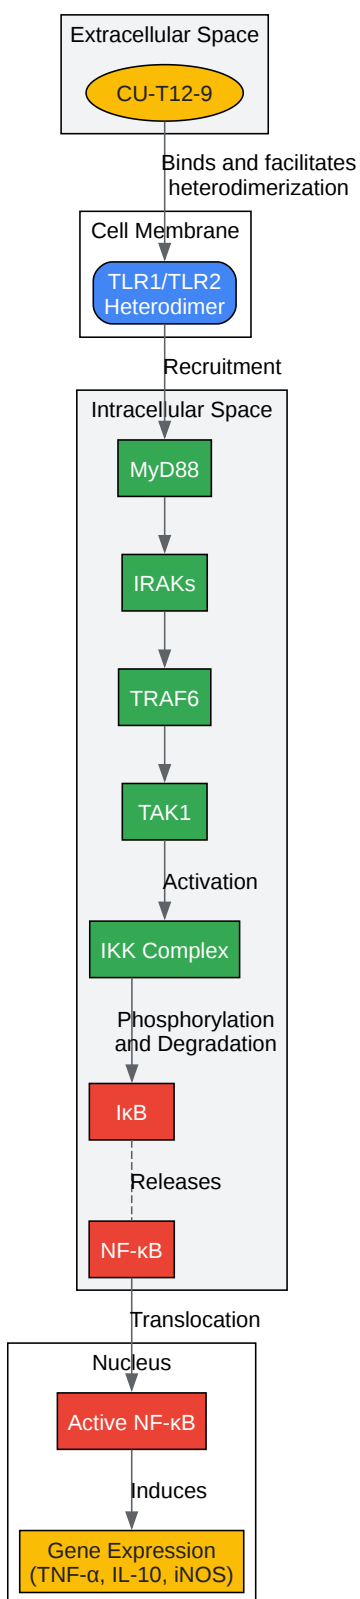 Extracellular Space
CU-T12-9
Binds and facilitates
heterodimerization
Cell Membrane
TLR1/TLR2
Heterodimer
Recruitment
Intracellular Space
MyD88
IRAKs
TRAF6
TAK1
Activation
IKK Complex
Phosphorylation
and Degradation
IκB
Releases
NF-κB
Translocation
Nucleus
Active NF-κB
Induces
Gene Expression
(TNF-α, IL-10, iNOS)